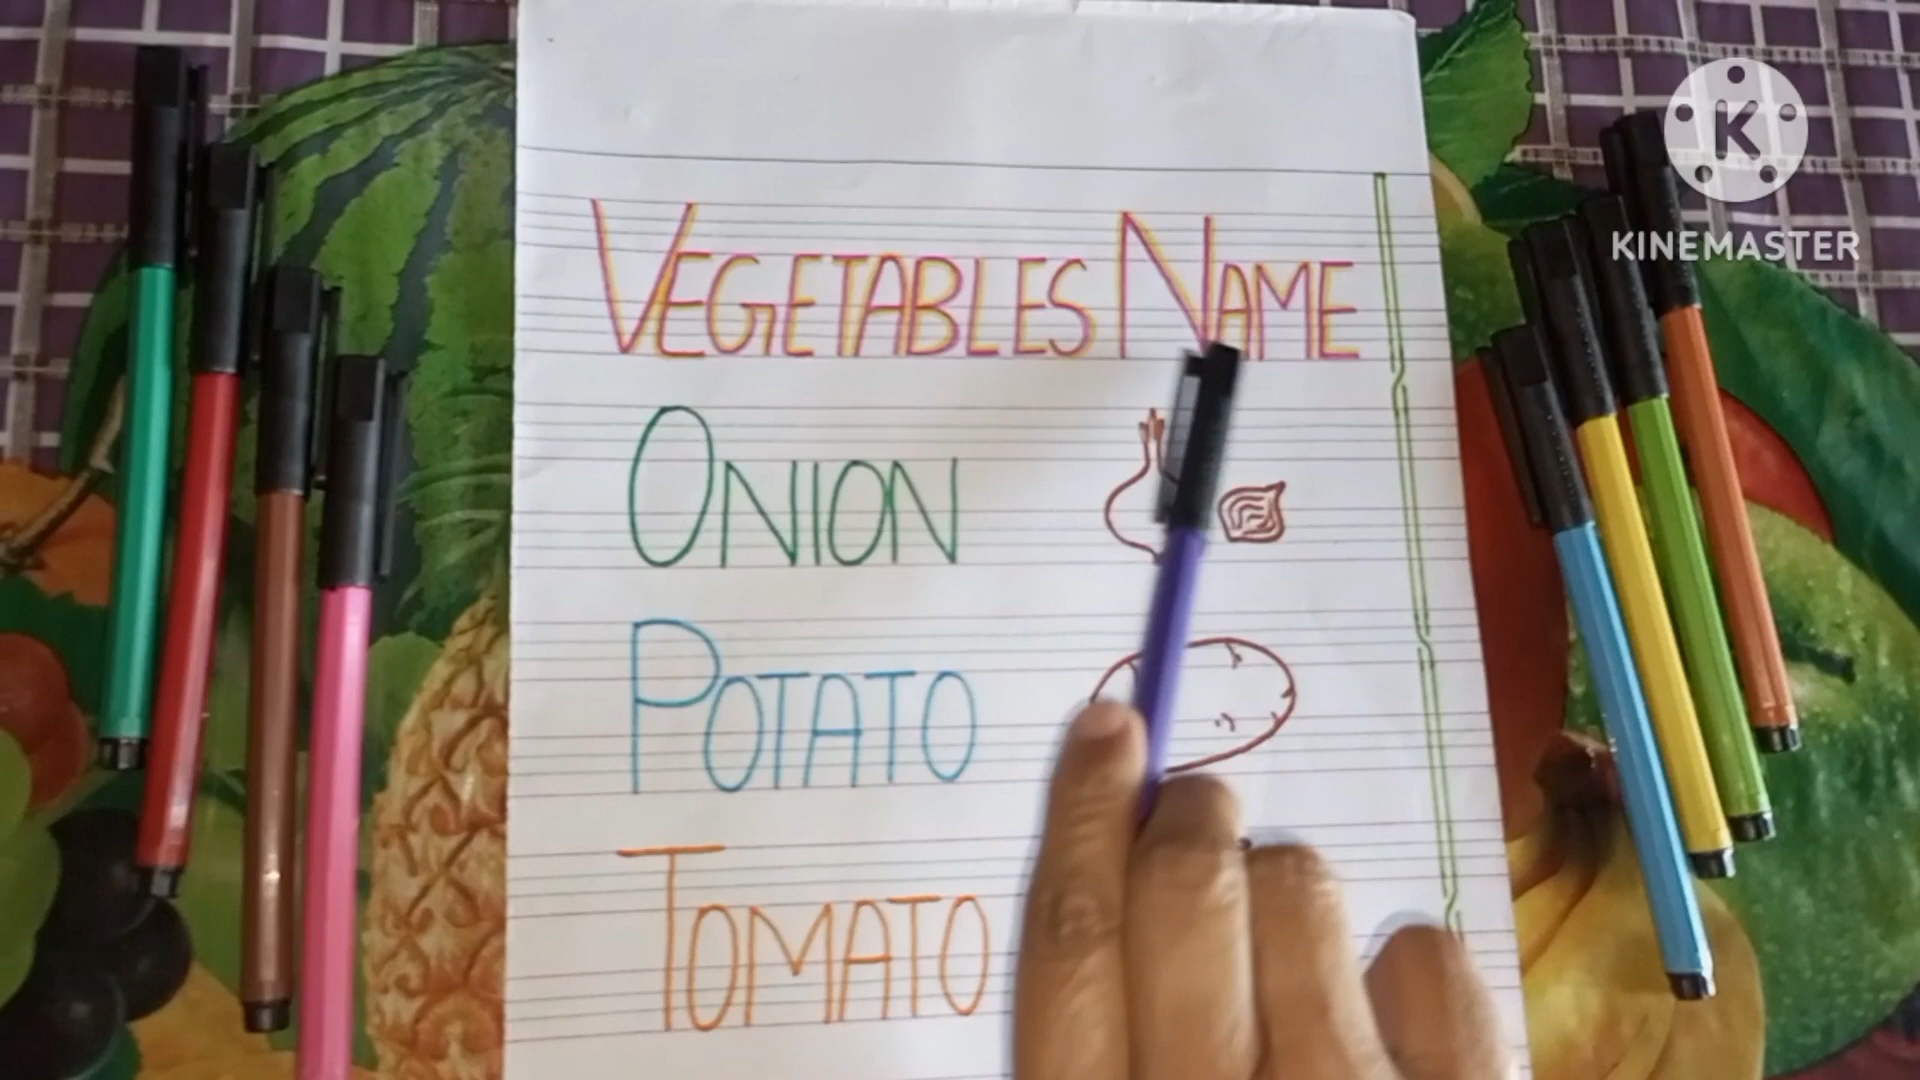 K
KINEMASTER
VEGETABLES NAME
ONION
POTATO
TOMATO